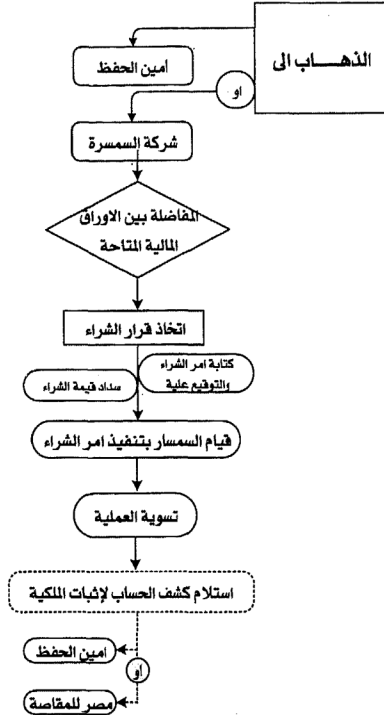 الذهـــاب الى
امين الحفظ
او
شركة السمسرة
المفاضلة بين الاوراق
المالية المتاحة
اتخاذ قرار الشراء
كتابة امر الشراء
والتوقيع علية
سداد قيمة الشراء
قيام السمسار بتنفيذ امر الشراء
تسوية العملية
استلام كشف الحساب لإثبات الملكية
امين الحفظ
او
مصر للمقاصة